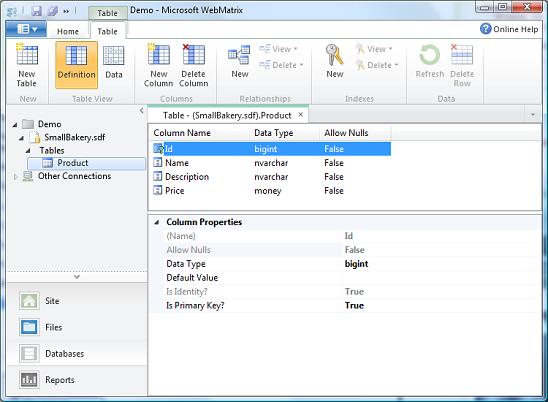 Demo - Microsoft WebMatrix
Table
Home
Table
Online Help
New Table
Definition
Data
New Column
Delete Column
New
View
Delete
New
View
Delete
Refresh
Delete Row
New
Table View
Columns
Relationships
Indexes
Data
Demo
SmallBakery.sdf
Tables
Product
Other Connections
Site
Files
Databases
Reports
Table - (SmallBakery.sdf).Product
Column Name Data Type Allow Nulls
Id bigint False
Name nvarchar False
Description nvarchar False
Price money False
Column Properties
(Name) Id
Allow Nulls False
Data Type bigint
Default Value
Is Identity? True
Is Primary Key? True